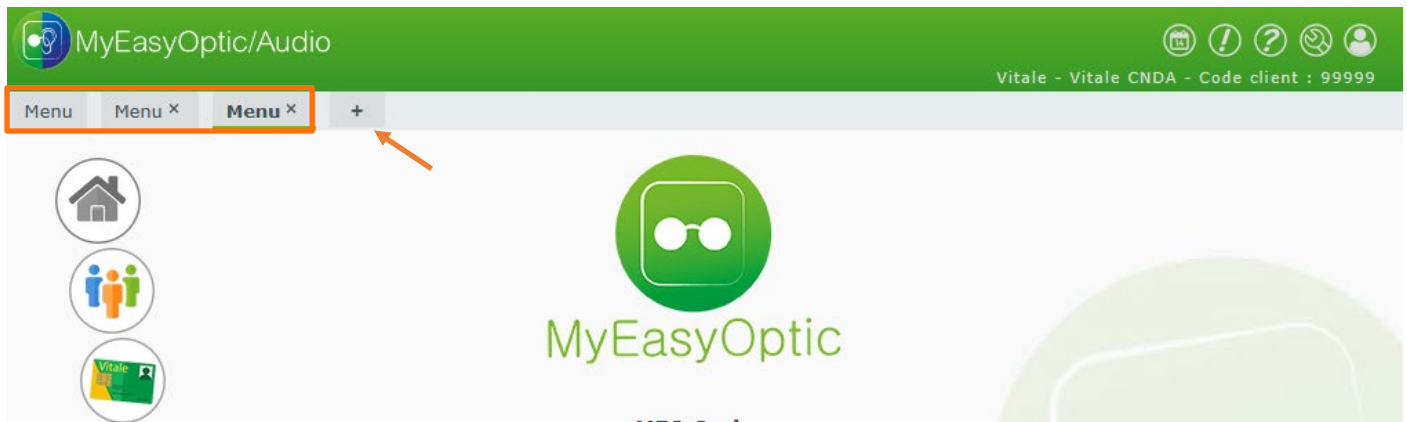 MyEasyOptic/Audio
Vitale - Vitale CNDA - Code client : 99999
Menu Menu × Menu × +
Vitale
MyEasyOptic